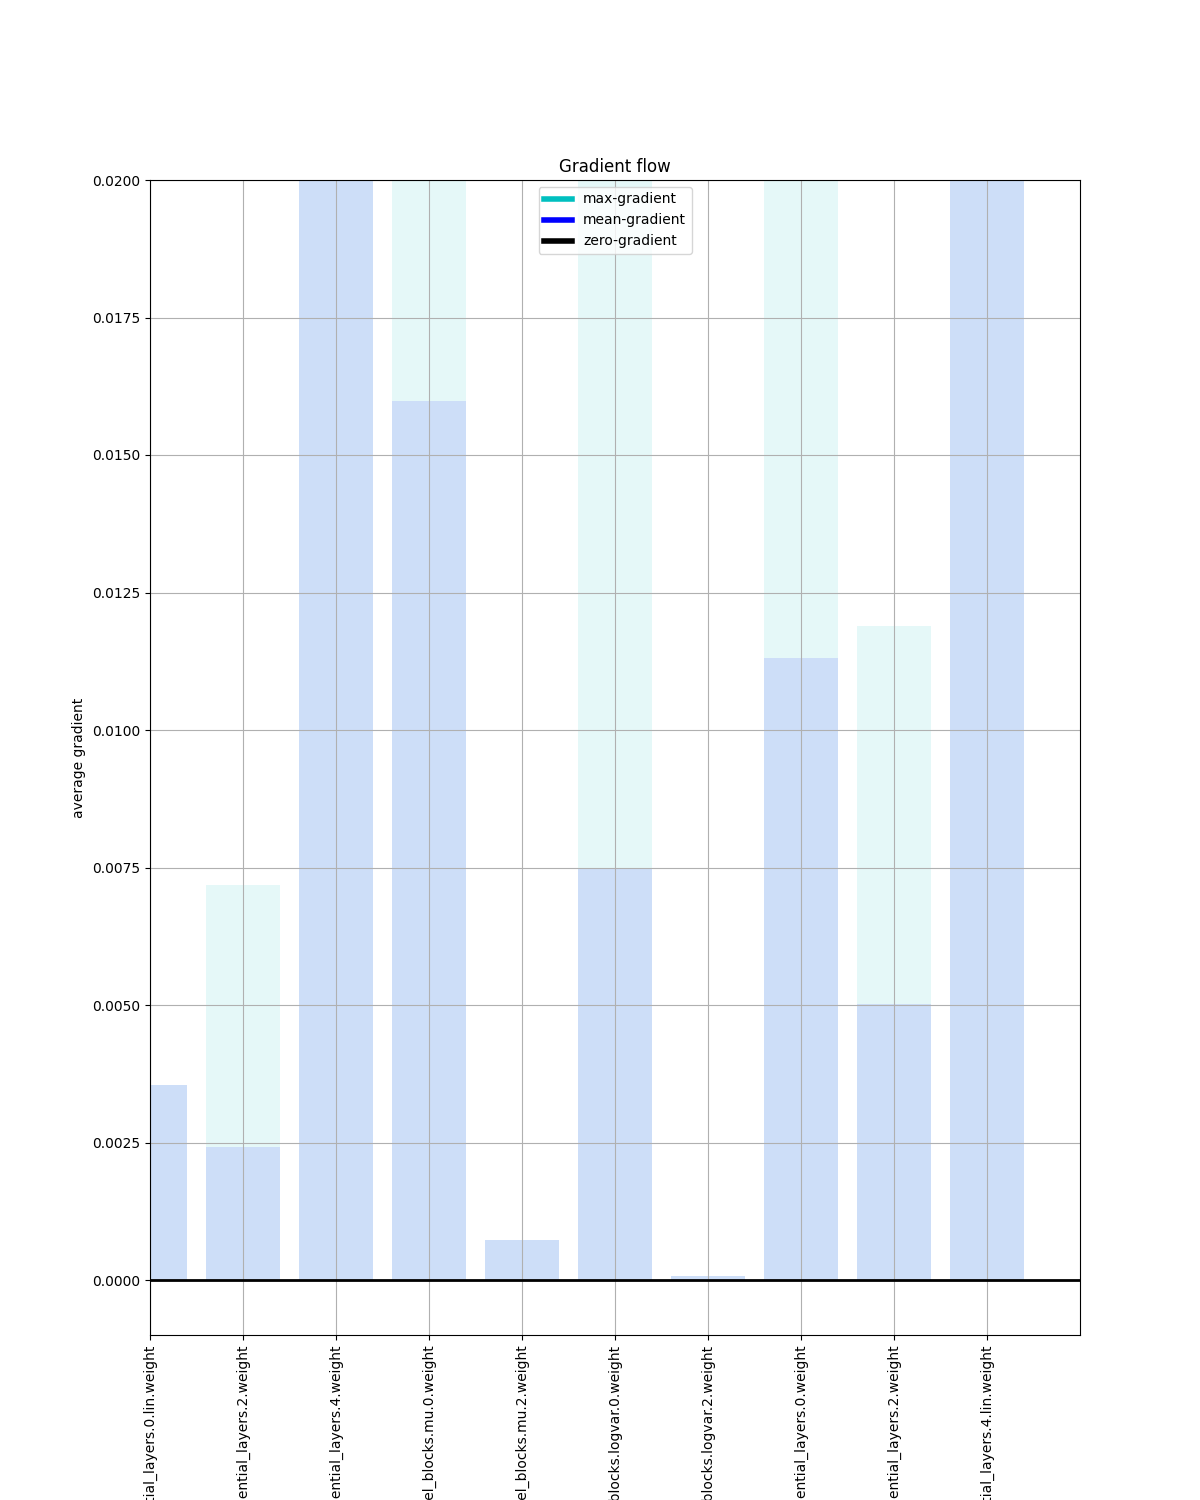 Gradient flow
max-gradient
mean-gradient
zero-gradient
0.0200
0.0175
0.0150
0.0125
0.0100
0.0075
0.0050
0.0025
0.0000
average gradient
tial_layers.0.lin.weight
ential_layers.2.weight
ential_layers.4.weight
el_blocks.mu.0.weight
el_blocks.mu.2.weight
blocks.logvar.0.weight
blocks.logvar.2.weight
ential_layers.0.weight
ential_layers.2.weight
tial_layers.4.lin.weight